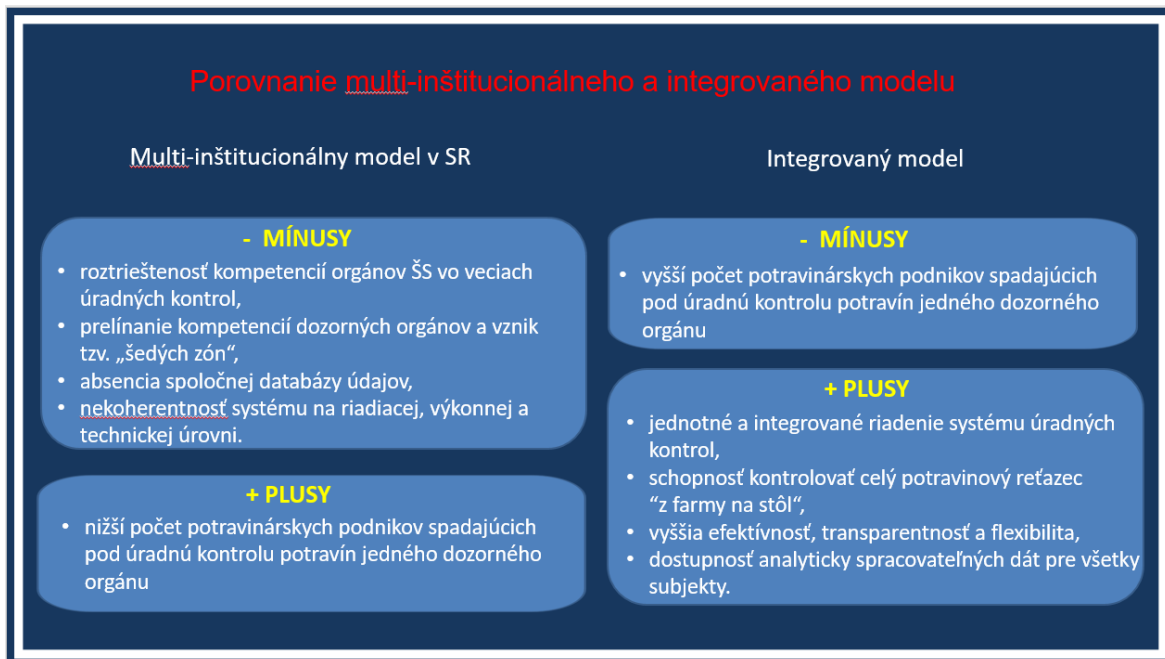 Porovnanie multi-inštitucionálneho a integrovaného modelu
Multi-inštitucionálny model v SR
- MÍNUSY
• roztrieštenosť kompetencií orgánov ŠS vo veciach
úradných kontrol,
• prelínanie kompetencií dozorných orgánov a vznik
tzv. „šedých zón“,
• absencia spoločnej databázy údajov,
• nekoherentnosť systému na riadiacej, výkonnej a
technickej úrovni.
+ PLUSY
• nižší počet potravinárskych podnikov spadajúcich
pod úradnú kontrolu potravín jedného dozorného
orgánu
Integrovaný model
- MÍNUSY
• vyšší počet potravinárskych podnikov spadajúcich
pod úradnú kontrolu potravín jedného dozorného
orgánu
+ PLUSY
• jednotné a integrované riadenie systému úradných
kontrol,
• schopnosť kontrolovať celý potravinový reťazec
“z farmy na stôl“,
• vyššia efektívnosť, transparentnosť a flexibilita,
• dostupnosť analyticky spracovateľných dát pre všetky
subjekty.